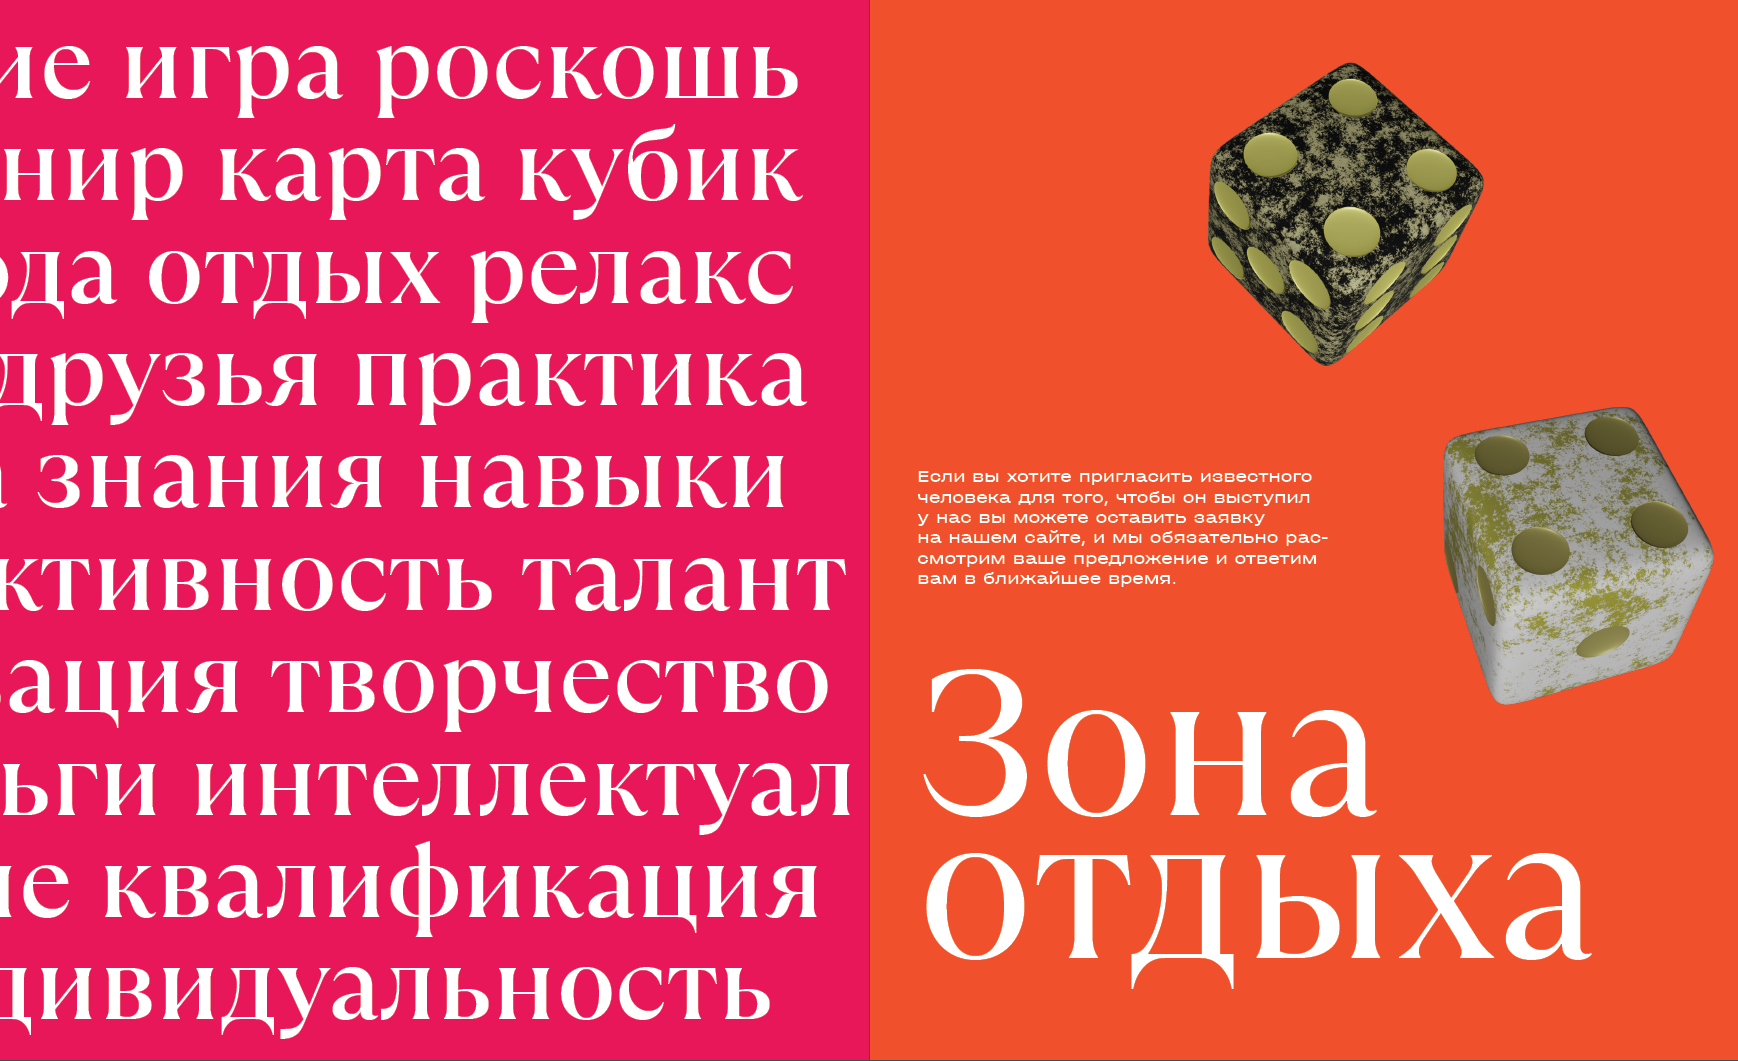 ие игра роскошь
нир карта кубик
ода отдых релакс
друзья практика
а знания навыки
ктивность талант
зация творчество
ьги интеллектуал
ие квалификация
дивидуальность
Если вы хотите пригласить известного
человека для того, чтобы он выступил
у нас вы можете оставить заявку
на нашем сайте, и мы обязательно рас-
смотрим ваше предложение и ответим
вам в ближайшее время.
Зона
отдыха